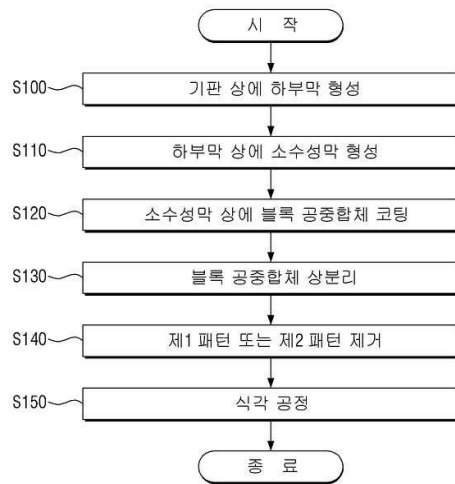 시 작
S100 기판 상에 하부막 형성
S110 하부막 상에 소수성막 형성
S120 소수성막 상에 블록 공중합체 코팅
S130 블록 공중합체 상분리
S140 제1 패턴 또는 제2 패턴 제거
S150 식각 공정
종 료